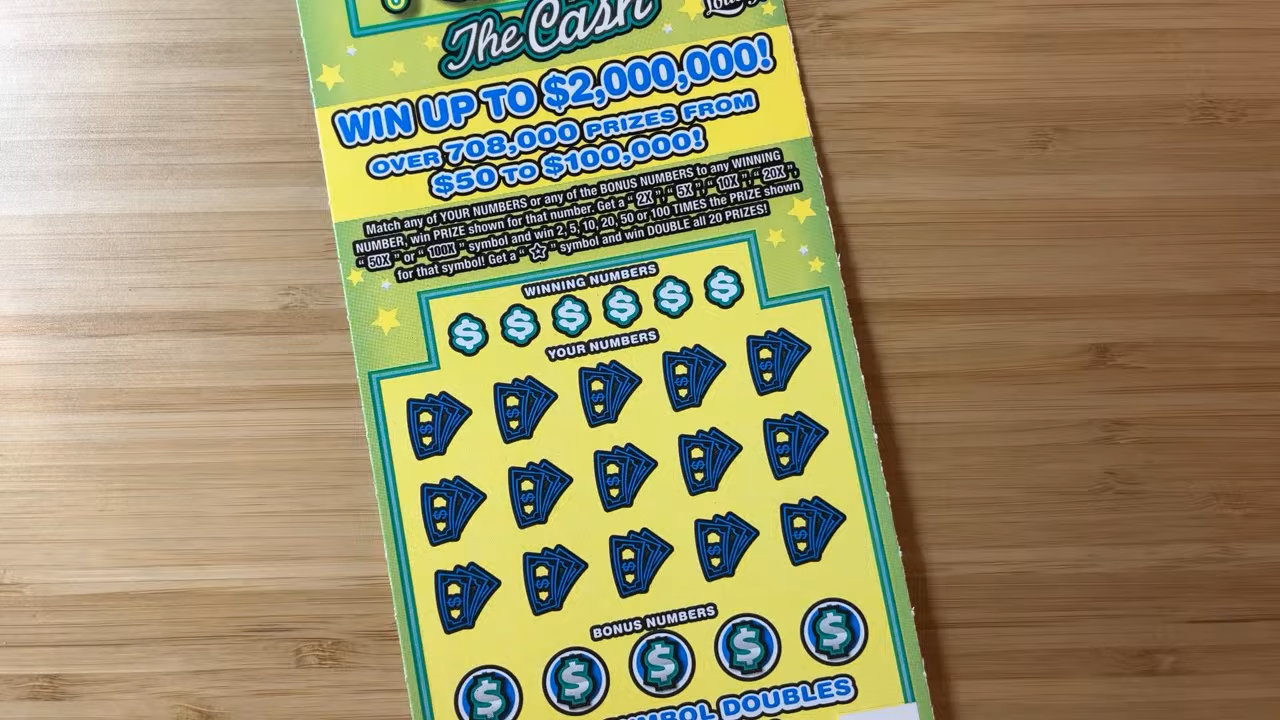 The Cash
WIN UP TO $2,000,000!
OVER 708,000 PRIZES FROM
$50 TO $100,000!
Match any of YOUR NUMBERS or any of the BONUS NUMBERS to any WINNING
NUMBER, win PRIZE shown for that number. Get a "2X", "5X", "10X", "20X",
"50X" or "100X" symbol and win 2, 5, 10, 20, 50 or 100 TIMES the PRIZE shown
for that symbol! Get a "☆" symbol and win DOUBLE all 20 PRIZES!
WINNING NUMBERS
$ $ $ $ $ $
YOUR NUMBERS
$ $ $ $ $
$ $ $ $ $
$ $ $ $ $
BONUS NUMBERS
$ $ $ $ $
DOUBLES